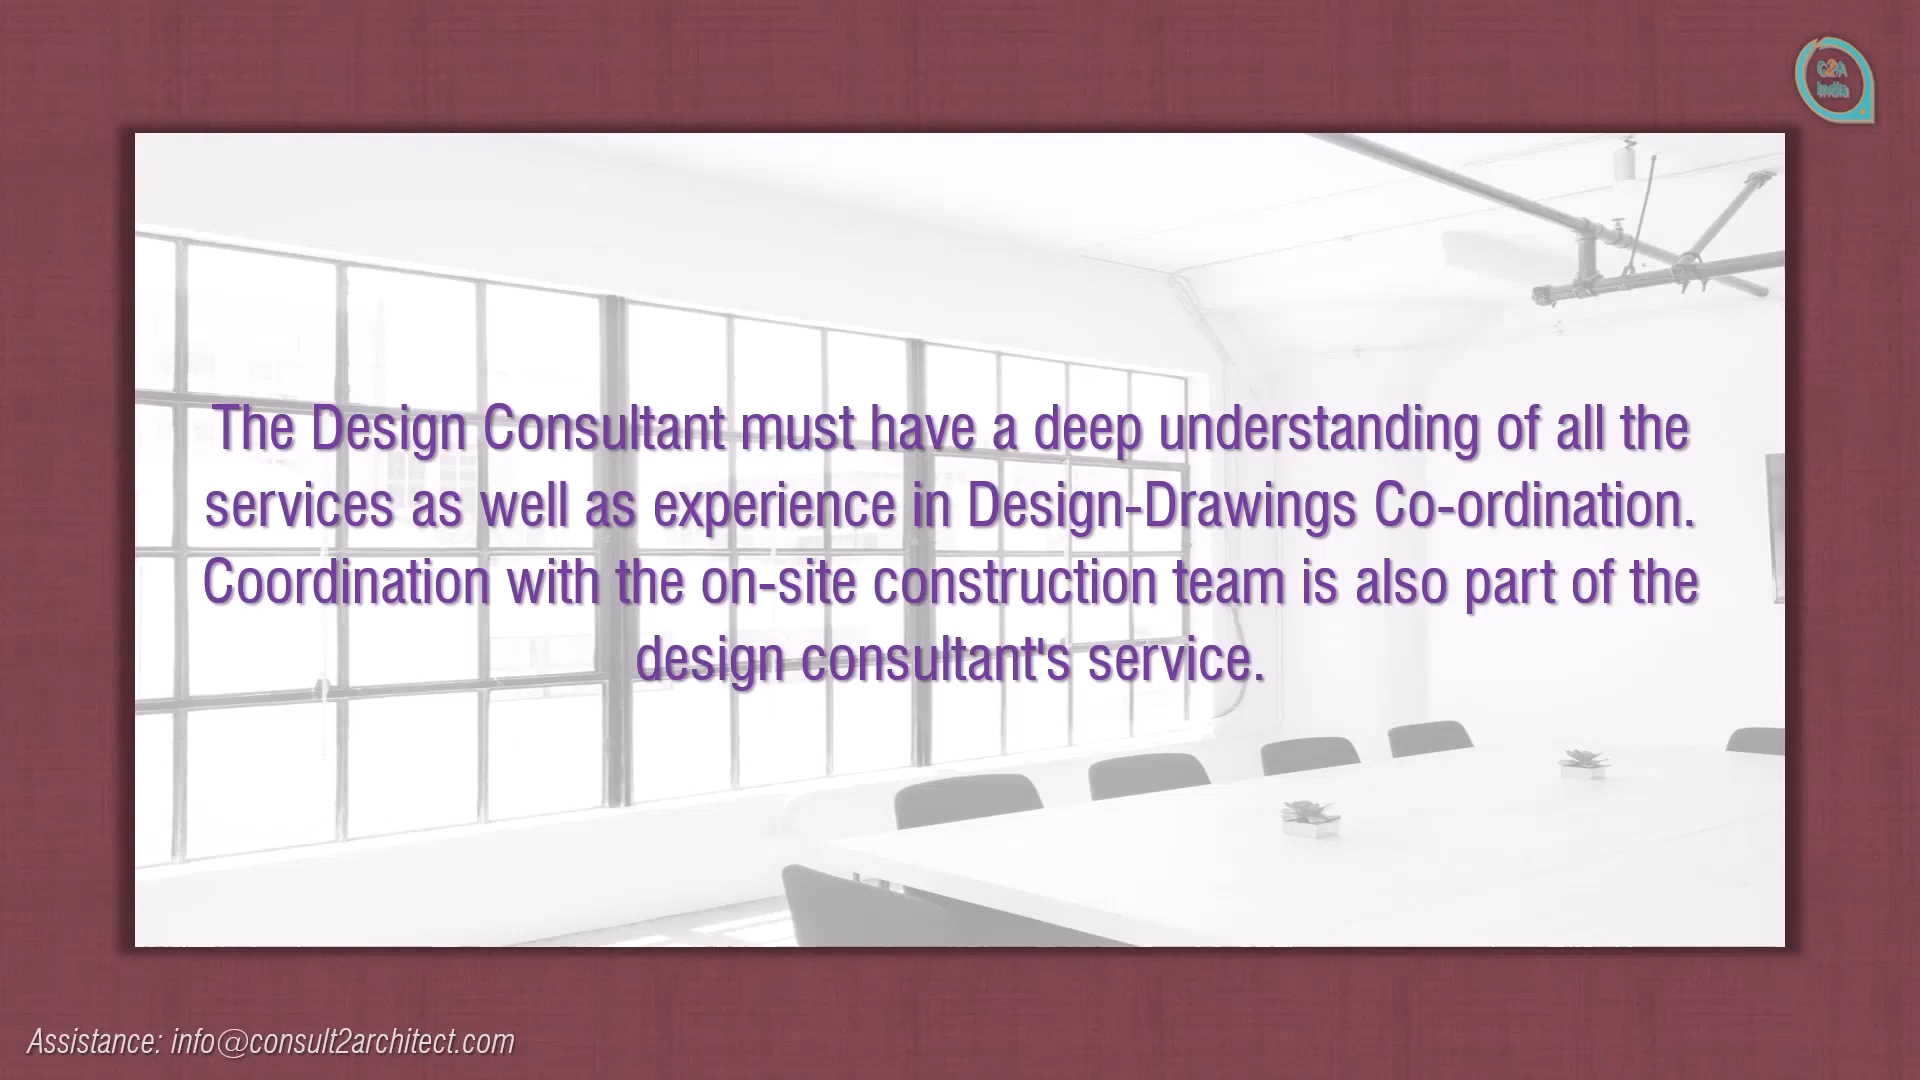 C2A
India
The Design Consultant must have a deep understanding of all the
services as well as experience in Design-Drawings Co-ordination.
Coordination with the on-site construction team is also part of the
design consultant's service.
Assistance: info@consult2architect.com